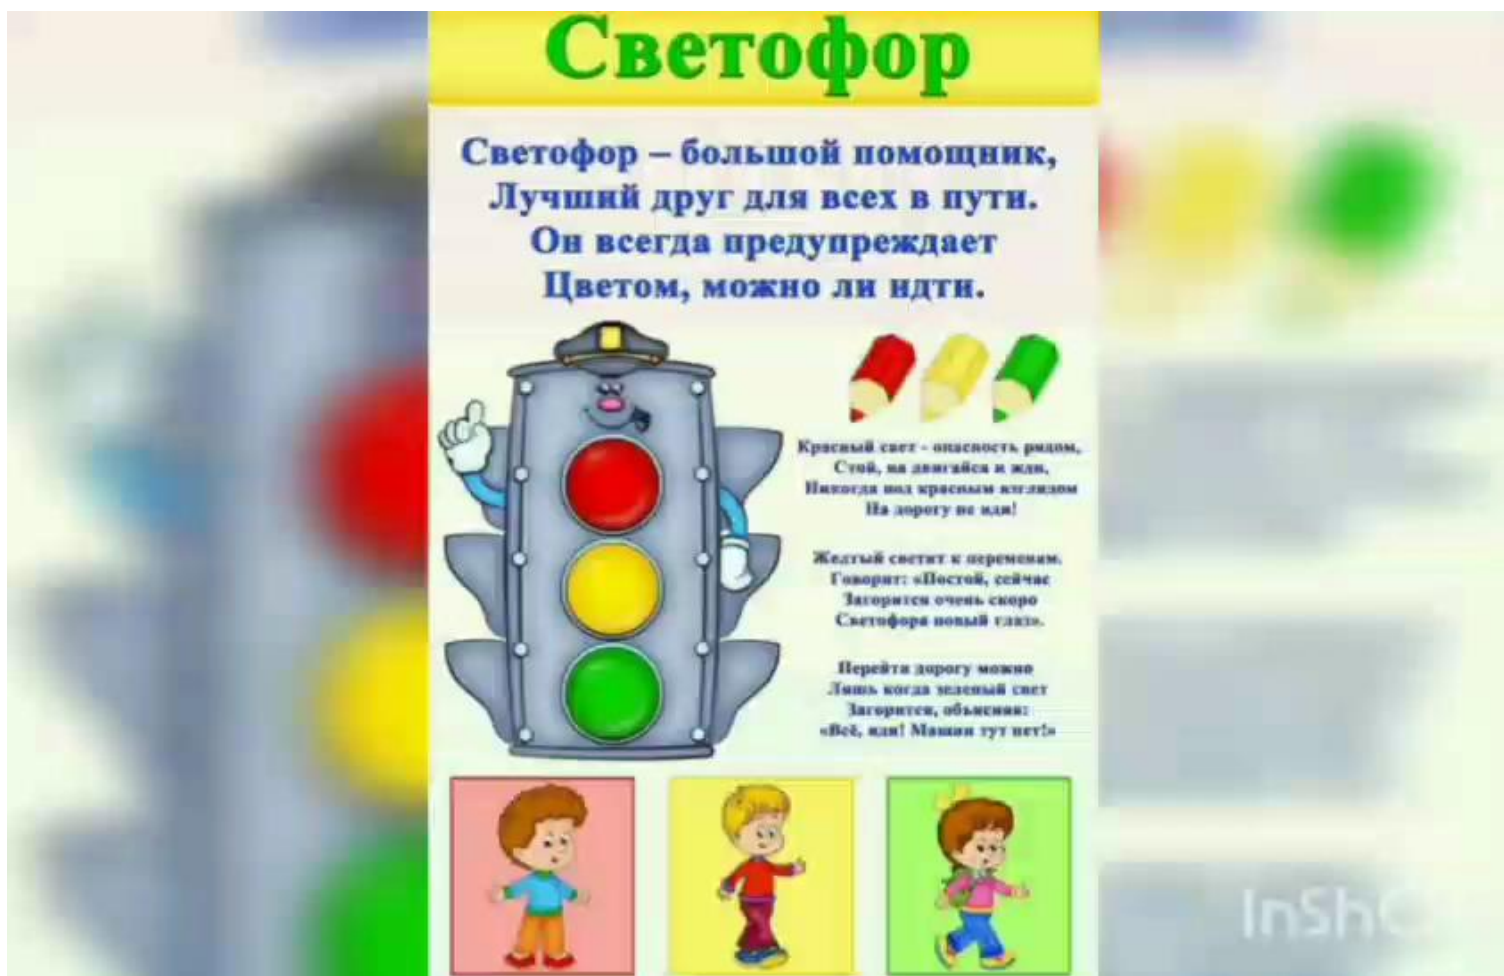 Светофор
Светофор – большой помощник,
Лучший друг для всех в пути.
Он всегда предупреждает
Цветом, можно ли идти.
Красный свет - опасность рядом,
Стой, не двигайся и жди,
Никогда под красным взглядом
На дорогу не иди!
Желтый светит к переменам.
Говорит: «Постой, сейчас
Загорится очень скоро
Светофора новый глаз».
Перейти дорогу можно
Лишь когда зеленый свет
Загорится, объясняя:
«Всё, иди! Машин тут нет!»
InSh